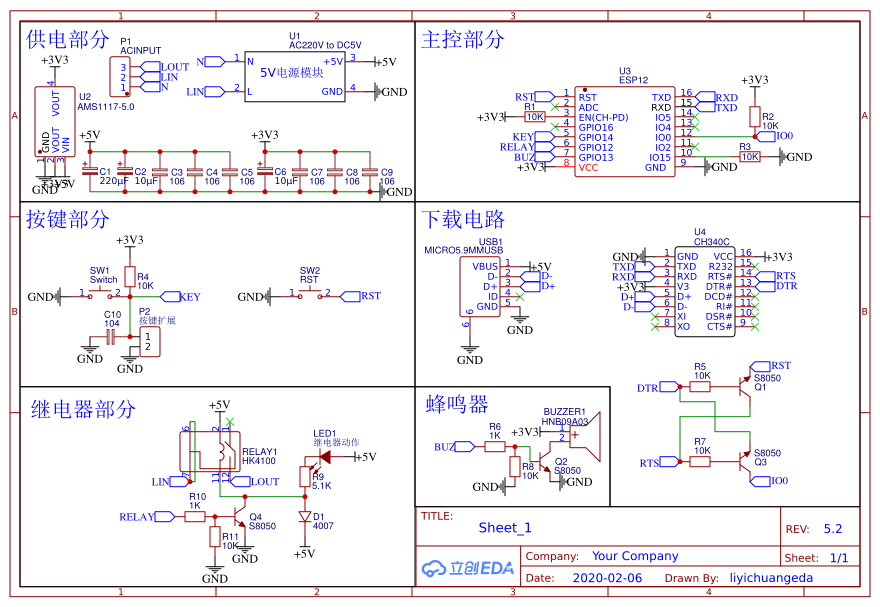 1
2
3
4
A
B
供电部分
P1
ACINPUT
3
2
1
LOUT
LIN
N
U1
AC220V to DC5V
N
1
N
+5V
3
+5V
5V电源模块
LIN
2
L
GND
4
GND
+3V3
4
VOUT
U2
AMS1117-5.0
GND
VOUT
VIN
1
2
3
GND
+3V3
+5V
+5V
+3V3
C1
220μF
C2
10μF
C3
106
C4
106
C5
106
C6
10μF
C7
106
C8
106
C9
106
GND
主控部分
U3
ESP12
RST
1
RST
2
ADC
+3V3
R1
10K
3
EN(CH-PD)
4
GPIO16
KEY
5
GPIO14
RELAY
6
GPIO12
BUZ
7
GPIO13
+3V3
8
VCC
TXD
16
RXD
RXD
15
TXD
IO5
14
IO4
13
IO0
12
IO2
11
IO15
10
GND
9
GND
+3V3
R2
10K
IO0
R3
10K
GND
按键部分
+3V3
R4
10K
SW1
Switch
GND
1
2
KEY
C10
104
GND
P2
按键扩展
1
2
GND
SW2
RST
GND
1
2
RST
下载电路
USB1
MICRO5.9MMUSB
VBUS
1
+5V
D-
2
D-
D+
3
D+
ID
4
GND
5
GND
6
6
GND
U4
CH340C
GND
1
GND
TXD
2
TXD
RXD
3
RXD
+3V3
4
V3
D+
5
D+
D-
6
D-
7
XI
8
XO
VCC
16
+3V3
R232
15
RTS#
14
RTS
DTR#
13
DTR
DCD#
12
RI#
11
DSR#
10
CTS#
9
DTR
R5
10K
RST
S8050
Q1
RTS
R7
10K
S8050
Q3
IO0
继电器部分
+5V
RELAY1
HK4100
LIN
LOUT
LED1
继电器动作
+5V
R9
5.1K
RELAY
R10
1K
R11
10K
Q4
S8050
GND
GND
D1
4007
+5V
蜂鸣器
BUZ
R6
1K
R8
10K
GND
BUZZER1
HNB09A03
+3V3
1
2
Q2
S8050
GND
TITLE:
Sheet_1
REV: 5.2
立创EDA
Company: Your Company
Sheet: 1/1
Date: 2020-02-06
Drawn By: liyichuangeda
A
B
1
2
3
4